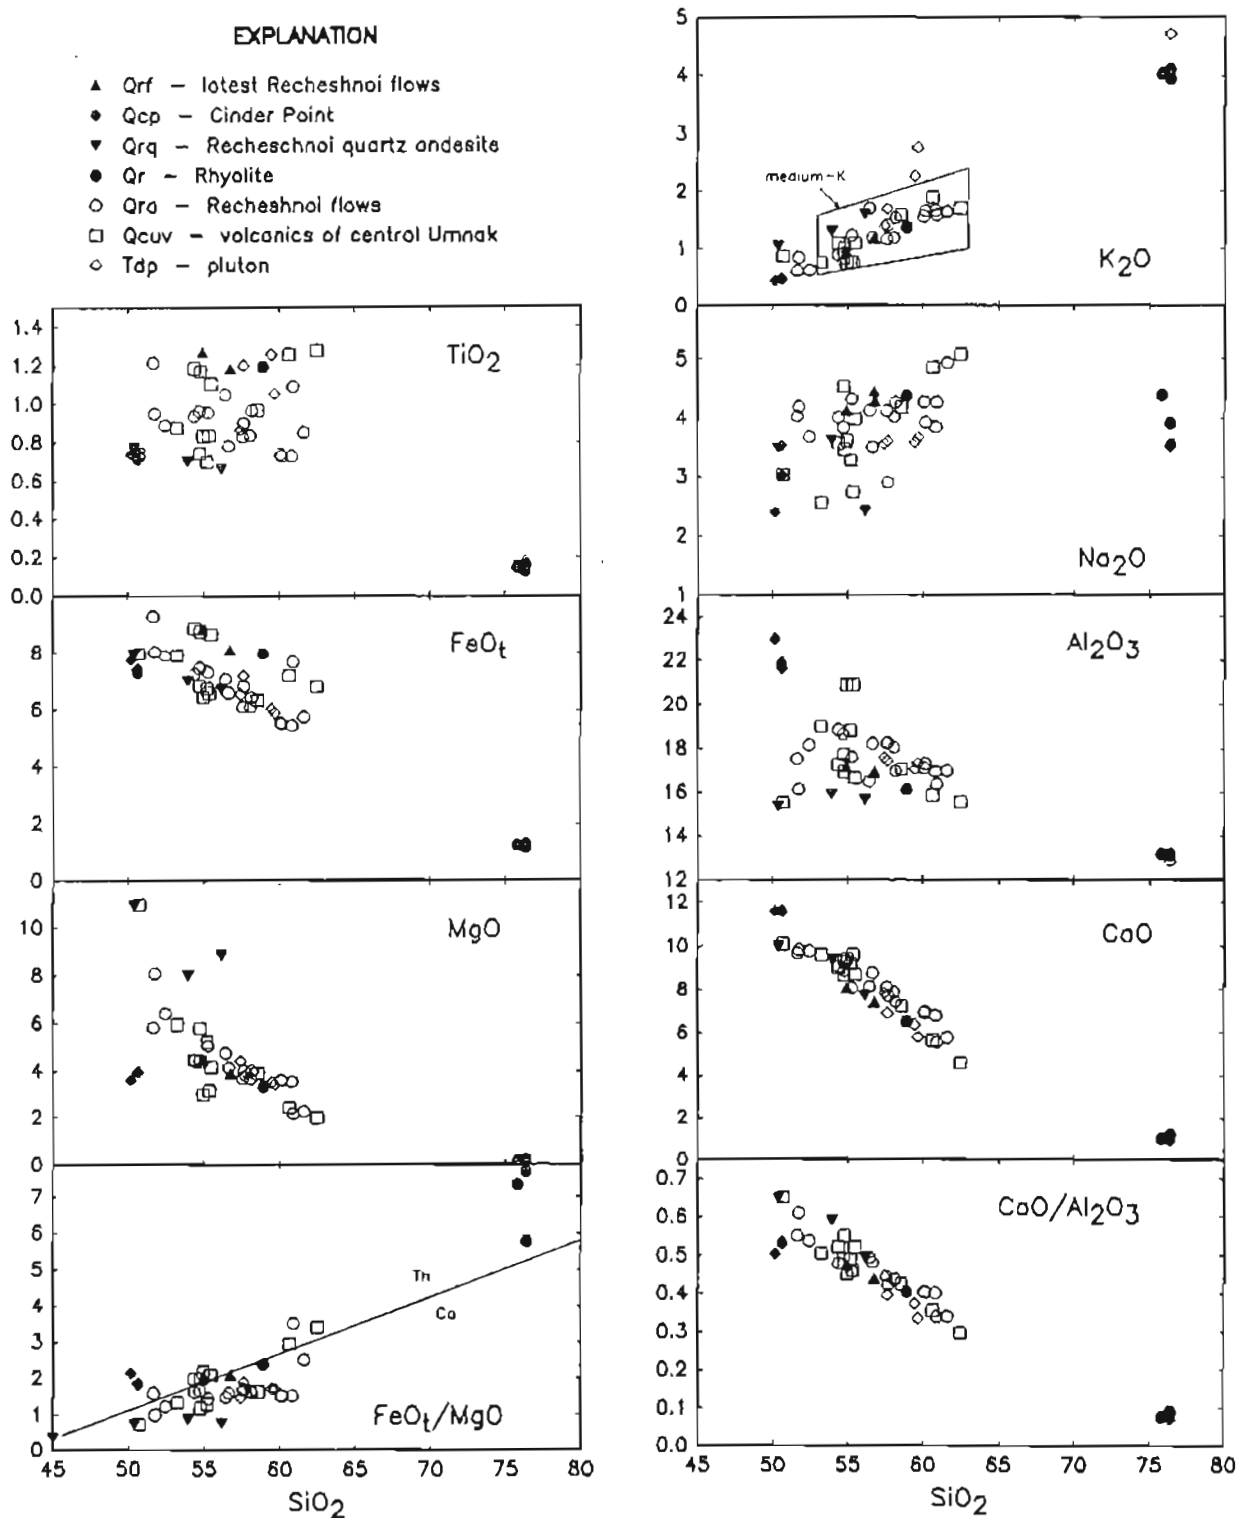 EXPLANATION
Qrf – latest Recheshnoi flows
Qcp – Cinder Point
Qrq – Recheschnoi quartz andesite
Qr – Rhyolite
Qra – Recheshnoi flows
Qcuv – volcanics of central Umnak
Tdp – pluton
5
4
3
2
1
0
medium-K
K2O
1.4
1.2
1.0
0.8
0.6
0.4
0.2
0.0
TiO2
5
4
3
2
1
Na2O
8
6
4
2
0
FeOt
24
22
20
18
16
14
12
Al2O3
10
8
6
4
2
0
MgO
12
10
8
6
4
2
0
CaO
7
6
5
4
3
2
1
0
Th
Ca
FeOt/MgO
45 50 55 60 65 70 75 80
SiO2
0.7
0.6
0.5
0.4
0.3
0.2
0.1
0.0
CaO/Al2O3
45 50 55 60 65 70 75 80
SiO2